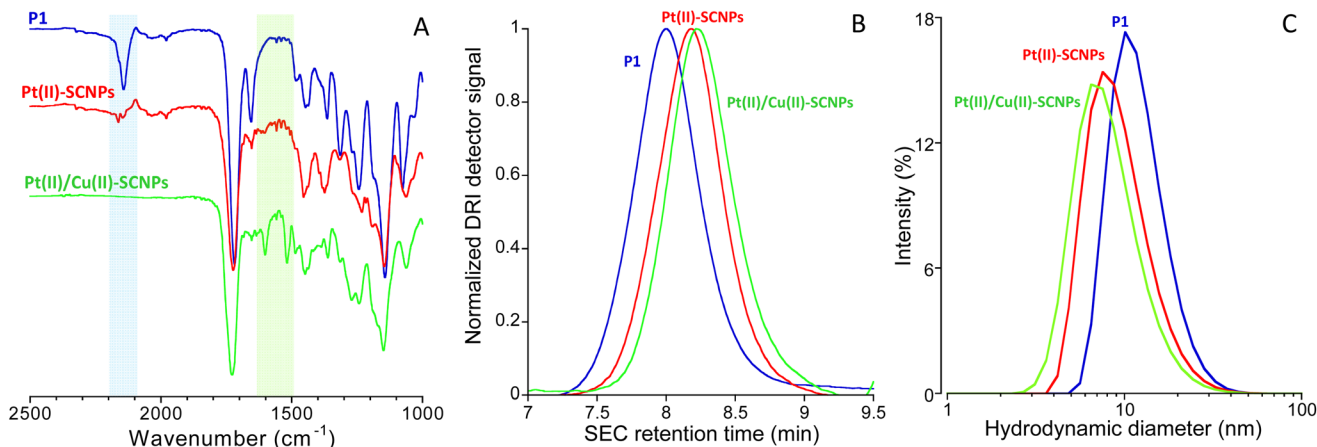 A
P1
Pt(II)-SCNPs
Pt(II)/Cu(II)-SCNPs
2500
2000
1500
1000
Wavenumber (cm⁻¹)
B
Pt(II)-SCNPs
P1
Pt(II)/Cu(II)-SCNPs
Normalized DRI detector signal
1
0.8
0.6
0.4
0.2
0
7
7.5
8
8.5
9
9.5
SEC retention time (min)
C
P1
Pt(II)-SCNPs
Pt(II)/Cu(II)-SCNPs
Intensity (%)
18
12
6
0
1
10
100
Hydrodynamic diameter (nm)